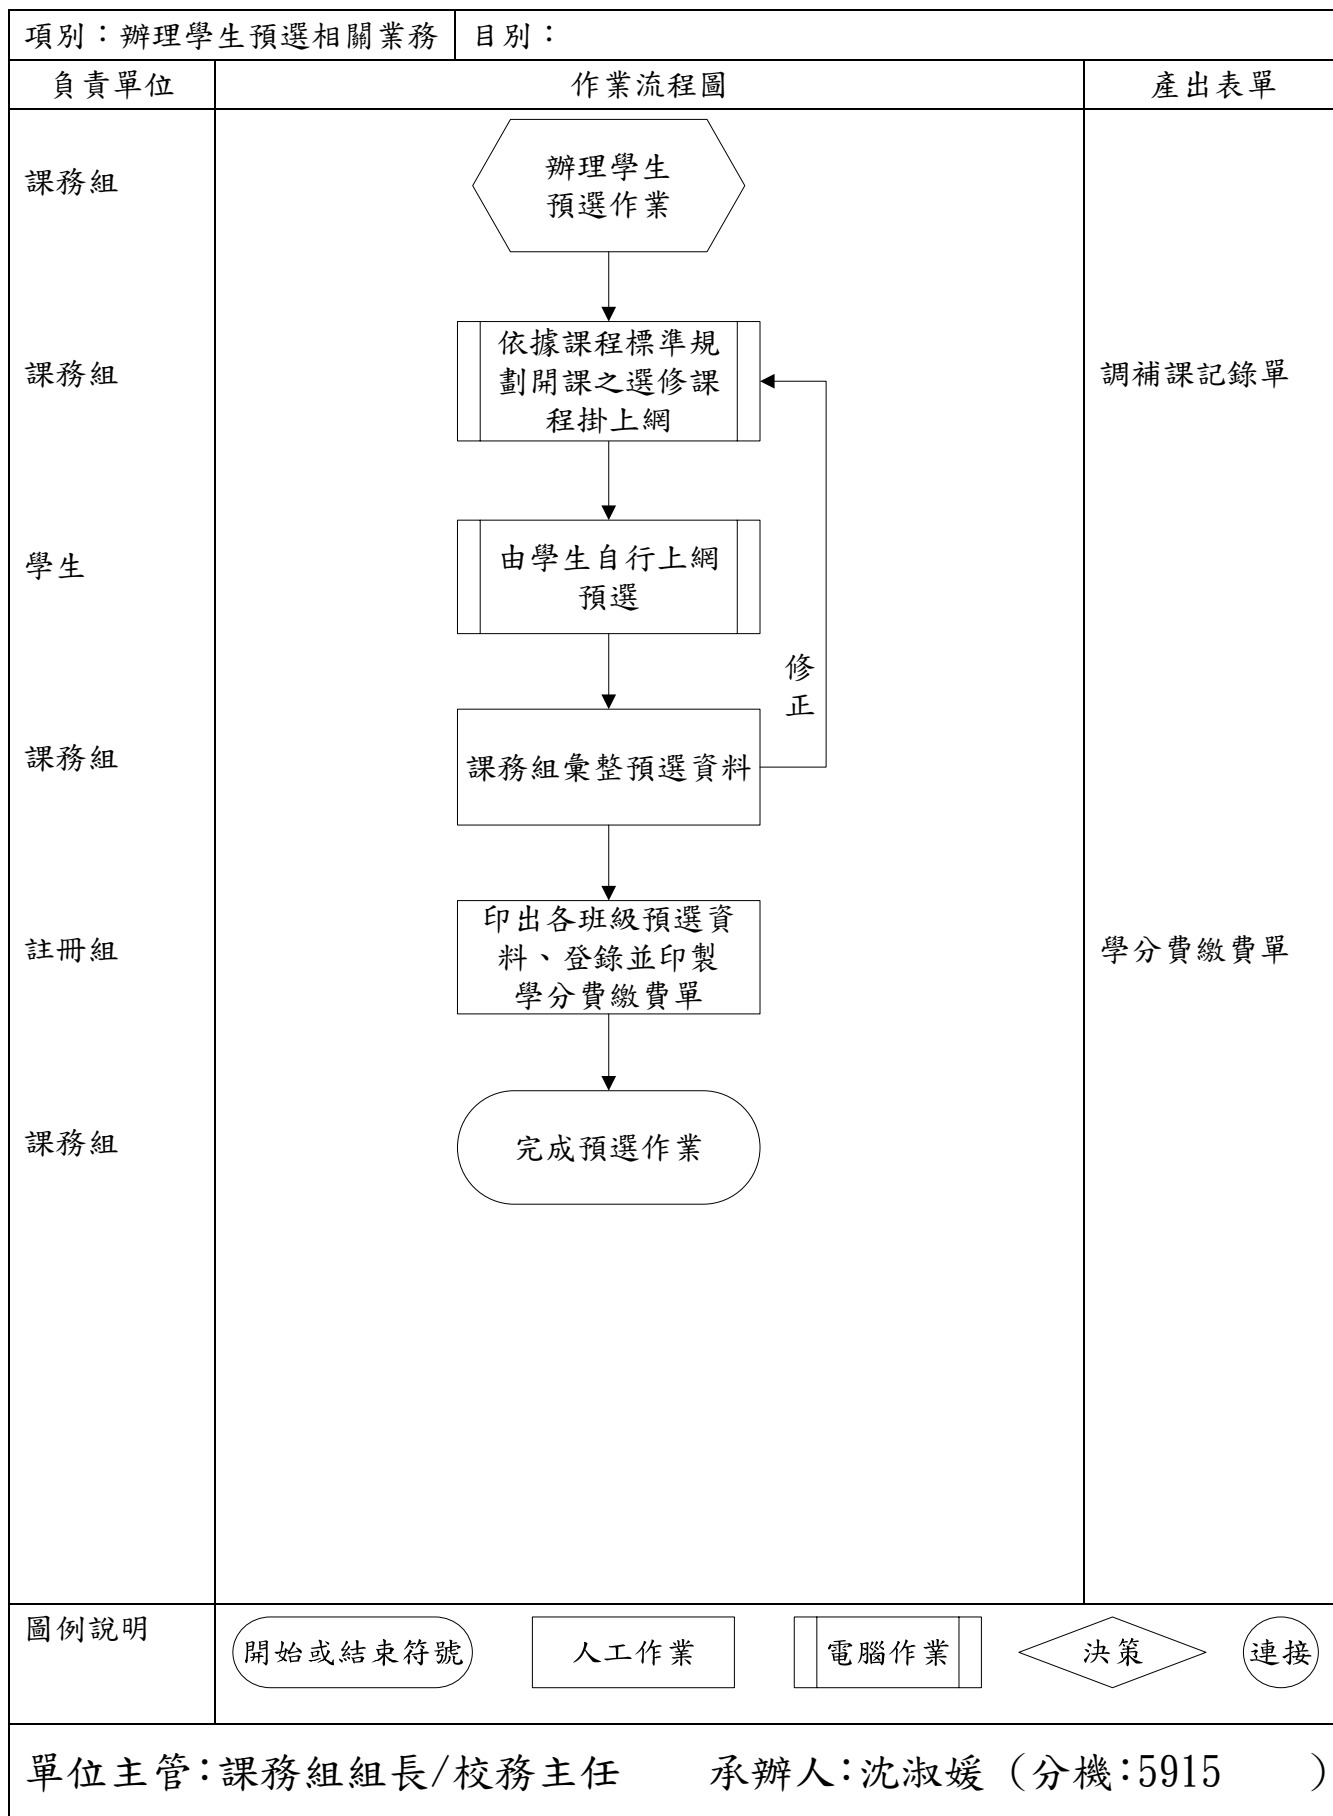 項別：辦理學生預選相關業務 目別：
負責單位 作業流程圖 產出表單
課務組
辦理學生
預選作業
課務組
依據課程標準規
劃開課之選修課
程掛上網
調補課記錄單
學生
由學生自行上網
預選
修
正
課務組
課務組彙整預選資料
註冊組
印出各班級預選資
料、登錄並印製
學分費繳費單
學分費繳費單
課務組
完成預選作業
圖例說明
開始或結束符號 人工作業 電腦作業 決策 連接
單位主管:課務組組長/校務主任 承辦人:沈淑媛（分機:5915 ）